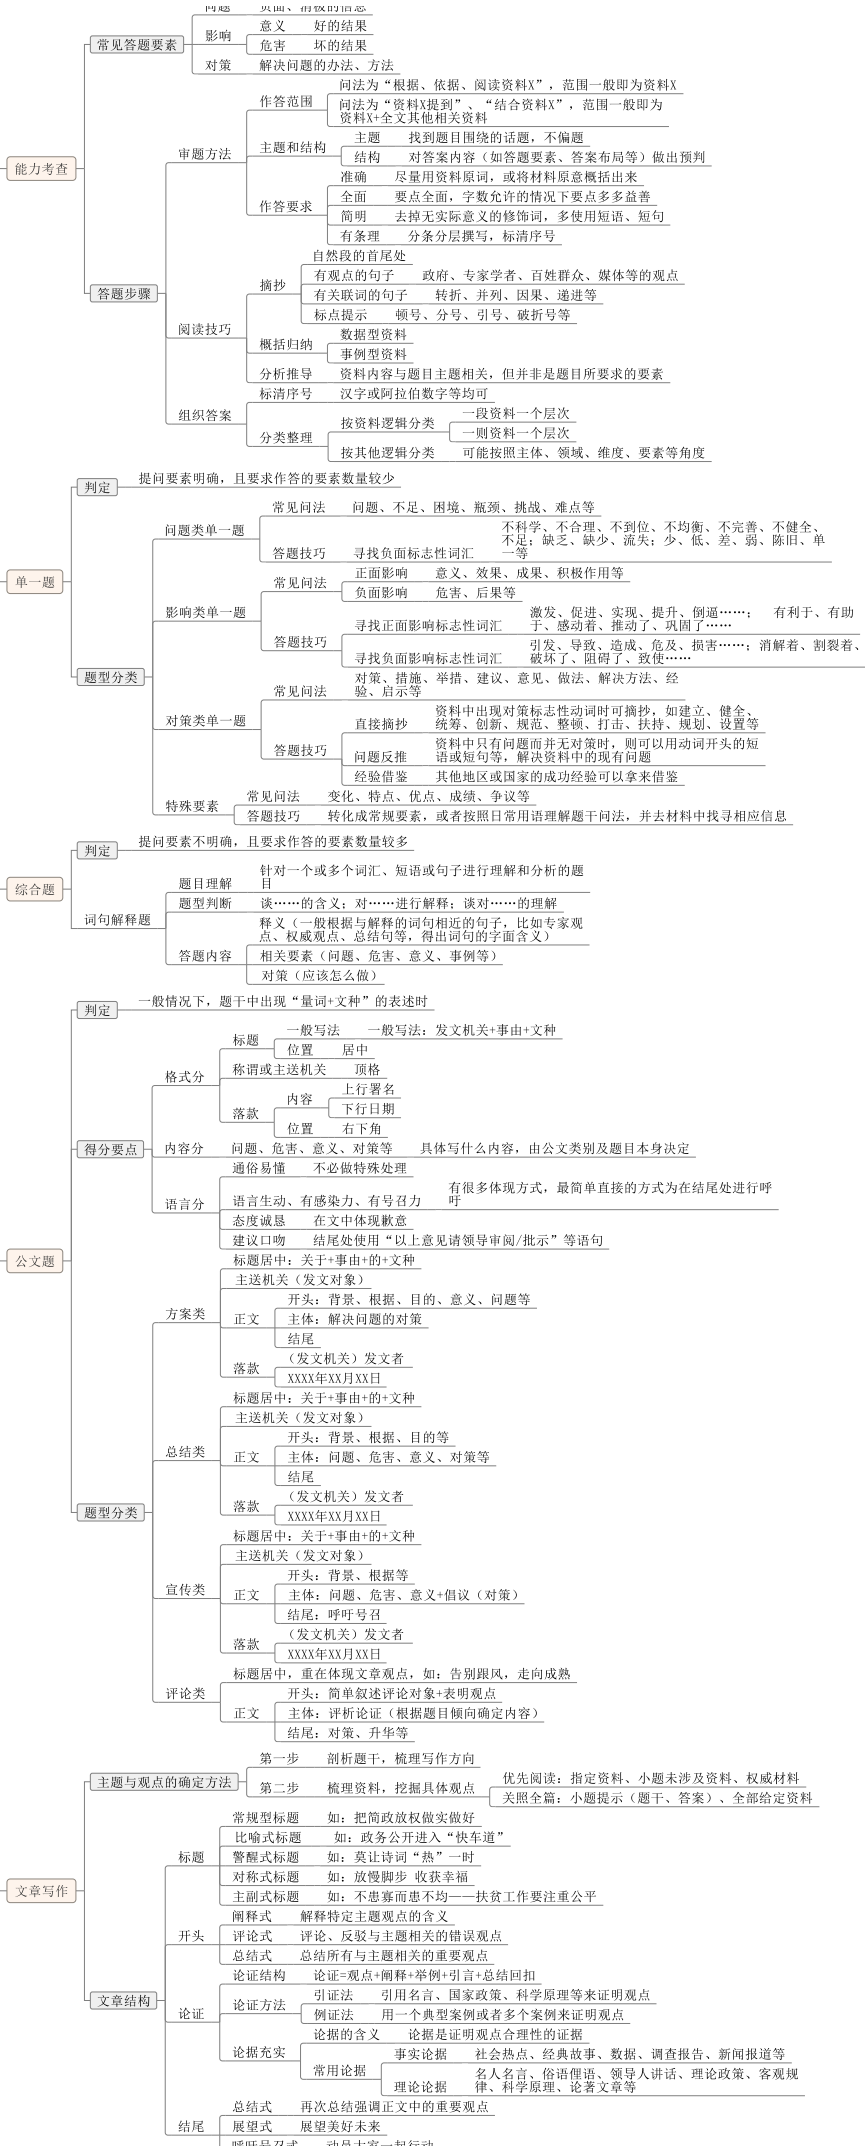 问题 负面、消极的信息
影响
意义 好的结果
危害 坏的结果
常见答题要素
对策 解决问题的办法、方法
能力考查
答题步骤
审题方法
作答范围
问法为“根据、依据、阅读资料X”，范围一般即为资料X
问法为“资料X提到”、“结合资料X”，范围一般即为
资料X+全文其他相关资料
主题和结构
主题 找到题目围绕的话题，不偏题
结构 对答案内容（如答题要素、答案布局等）做出预判
作答要求
准确 尽量用资料原词，或将材料原意概括出来
全面 要点全面，字数允许的情况下要点多多益善
简明 去掉无实际意义的修饰词，多使用短语、短句
有条理 分条分层撰写，标清序号
阅读技巧
摘抄
自然段的首尾处
有观点的句子 政府、专家学者、百姓群众、媒体等的观点
有关联词的句子 转折、并列、因果、递进等
标点提示 顿号、分号、引号、破折号等
概括归纳
数据型资料
事例型资料
分析推导 资料内容与题目主题相关，但并非是题目所要求的要素
组织答案
标清序号 汉字或阿拉伯数字等均可
分类整理
按资料逻辑分类
一段资料一个层次
一则资料一个层次
按其他逻辑分类 可能按照主体、领域、维度、要素等角度
单一题
判定 提问要素明确，且要求作答的要素数量较少
题型分类
问题类单一题
常见问法 问题、不足、困境、瓶颈、挑战、难点等
答题技巧 寻找负面标志性词汇
不科学、不合理、不到位、不均衡、不完善、不健全、
不足；缺乏、缺少、流失；少、低、差、弱、陈旧、单
一等
影响类单一题
常见问法
正面影响 意义、效果、成果、积极作用等
负面影响 危害、后果等
答题技巧
寻找正面影响标志性词汇
激发、促进、实现、提升、倒逼……； 有利于、有助
于、感动着、推动了、巩固了……
寻找负面影响标志性词汇
引发、导致、造成、危及、损害……；消解着、割裂着、
破坏了、阻碍了、致使……
对策类单一题
常见问法
对策、措施、举措、建议、意见、做法、解决方法、经
验、启示等
答题技巧
直接摘抄
资料中出现对策标志性动词时可摘抄，如建立、健全、
统筹、创新、规范、整顿、打击、扶持、规划、设置等
问题反推
资料中只有问题而并无对策时，则可以用动词开头的短
语或短句等，解决资料中的现有问题
经验借鉴 其他地区或国家的成功经验可以拿来借鉴
特殊要素
常见问法 变化、特点、优点、成绩、争议等
答题技巧 转化成常规要素，或者按照日常用语理解题干问法，并去材料中找寻相应信息
综合题
判定 提问要素不明确，且要求作答的要素数量较多
词句解释题
题目理解
针对一个或多个词汇、短语或句子进行理解和分析的题
目
题型判断 谈……的含义；对……进行解释；谈对……的理解
答题内容
释义（一般根据与解释的词句相近的句子，比如专家观
点、权威观点、总结句等，得出词句的字面含义）
相关要素（问题、危害、意义、事例等）
对策（应该怎么做）
公文题
判定 一般情况下，题干中出现“量词+文种”的表述时
得分要点
格式分
标题
一般写法 一般写法：发文机关+事由+文种
位置 居中
称谓或主送机关 顶格
落款
内容
上行署名
下行日期
位置 右下角
内容分 问题、危害、意义、对策等 具体写什么内容，由公文类别及题目本身决定
语言分
通俗易懂 不必做特殊处理
语言生动、有感染力、有号召力
有很多体现方式，最简单直接的方式为在结尾处进行呼
吁
态度诚恳 在文中体现歉意
建议口吻 结尾处使用“以上意见请领导审阅/批示”等语句
题型分类
方案类
标题居中：关于+事由+的+文种
主送机关（发文对象）
正文
开头：背景、根据、目的、意义、问题等
主体：解决问题的对策
结尾
落款
（发文机关）发文者
XXXX年XX月XX日
总结类
标题居中：关于+事由+的+文种
主送机关（发文对象）
正文
开头：背景、根据、目的等
主体：问题、危害、意义、对策等
结尾
落款
（发文机关）发文者
XXXX年XX月XX日
宣传类
标题居中：关于+事由+的+文种
主送机关（发文对象）
正文
开头：背景、根据等
主体：问题、危害、意义+倡议（对策）
结尾：呼吁号召
落款
（发文机关）发文者
XXXX年XX月XX日
评论类
标题居中，重在体现文章观点，如：告别跟风，走向成熟
正文
开头：简单叙述评论对象+表明观点
主体：评析论证（根据题目倾向确定内容）
结尾：对策、升华等
文章写作
主题与观点的确定方法
第一步 剖析题干，梳理写作方向
第二步 梳理资料，挖掘具体观点
优先阅读：指定资料、小题未涉及资料、权威材料
关照全篇：小题提示（题干、答案）、全部给定资料
文章结构
标题
常规型标题 如：把简政放权做实做好
比喻式标题 如：政务公开进入“快车道”
警醒式标题 如：莫让诗词“热”一时
对称式标题 如：放慢脚步 收获幸福
主副式标题 如：不患寡而患不均——扶贫工作要注重公平
开头
阐释式 解释特定主题观点的含义
评论式 评论、反驳与主题相关的错误观点
总结式 总结所有与主题相关的重要观点
论证
论证结构 论证=观点+阐释+举例+引言+总结回扣
论证方法
引证法 引用名言、国家政策、科学原理等来证明观点
例证法 用一个典型案例或者多个案例来证明观点
论据充实
论据的含义 论据是证明观点合理性的证据
常用论据
事实论据 社会热点、经典故事、数据、调查报告、新闻报道等
理论论据
名人名言、俗语俚语、领导人讲话、理论政策、客观规
律、科学原理、论著文章等
结尾
总结式 再次总结强调正文中的重要观点
展望式 展望美好未来
呼吁号召式 动员大家一起行动